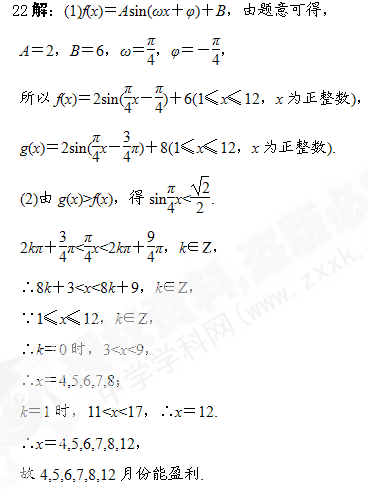 22解：(1)f(x)＝Asin(ωx＋φ)＋B，由题意可得，
A＝2，B＝6，ω＝π/4，φ＝－π/4，
所以 f(x)＝2sin(π/4x－π/4)＋6(1≤x≤12，x 为正整数)，
g(x)＝2sin(π/4x－3/4π)＋8(1≤x≤12，x 为正整数).
(2)由 g(x)>f(x)，得 sinπ/4x<√2/2.
2kπ＋3/4π<π/4x<2kπ＋9/4π，k∈Z，
∴8k＋3<x<8k＋9，k∈Z，
∵1≤x≤12，k∈Z，
∴k＝0 时，3<x<9，
∴x＝4,5,6,7,8；
k＝1 时，11<x<17，∴x＝12.
∴x＝4,5,6,7,8,12，
故 4,5,6,7,8,12 月份能盈利.